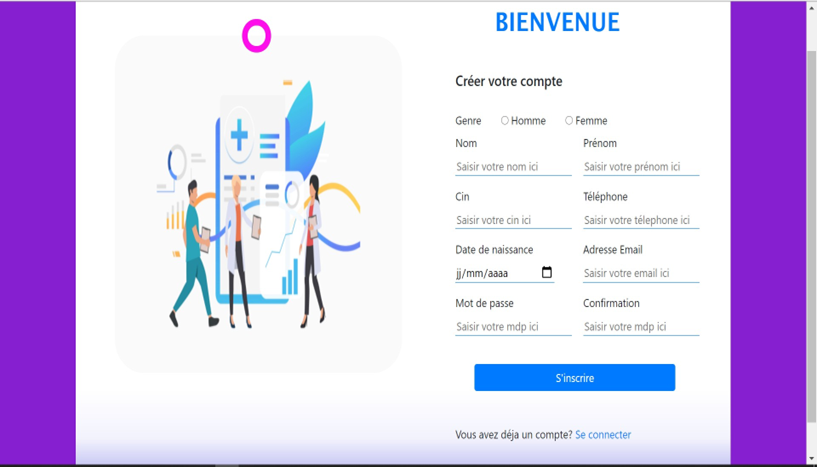 BIENVENUE
Créer votre compte
Genre Homme Femme
Nom Prénom
Saisir votre nom ici Saisir votre prénom ici
Cin Téléphone
Saisir votre cin ici Saisir votre télephone ici
Date de naissance Adresse Email
jj/mm/aaaa Saisir votre email ici
Mot de passe Confirmation
Saisir votre mdp ici Saisir votre mdp ici
S'inscrire
Vous avez déja un compte? Se connecter